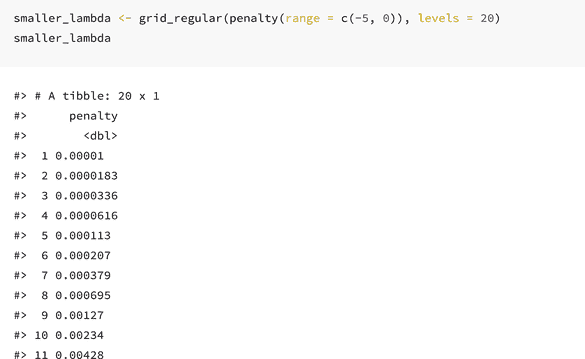 smaller_lambda <- grid_regular(penalty(range = c(-5, 0)), levels = 20)
smaller_lambda
#> # A tibble: 20 x 1
#>      penalty
#>        <dbl>
#>  1 0.00001
#>  2 0.0000183
#>  3 0.0000336
#>  4 0.0000616
#>  5 0.000113
#>  6 0.000207
#>  7 0.000379
#>  8 0.000695
#>  9 0.00127
#> 10 0.00234
#> 11 0.00428